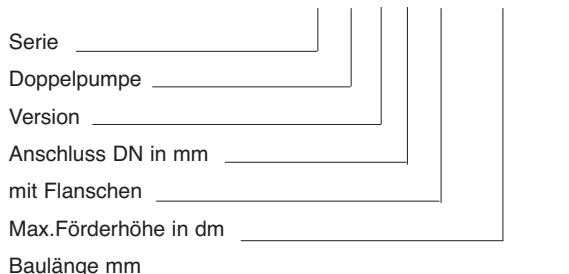 Serie
Doppelpumpe
Version
Anschluss DN in mm
mit Flanschen
Max.Förderhöhe in dm
Baulänge mm